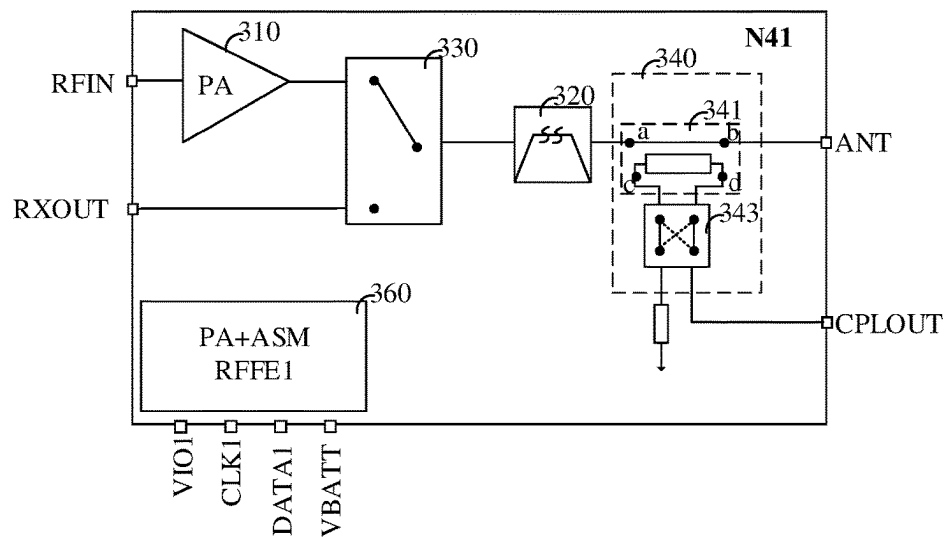 310
N41
330
340
RFIN
PA
320
341
a
b
ANT
c
d
RXOUT
343
360
PA+ASM
RFFE1
CPLOUT
VIO1
CLK1
DATA1
VBATT